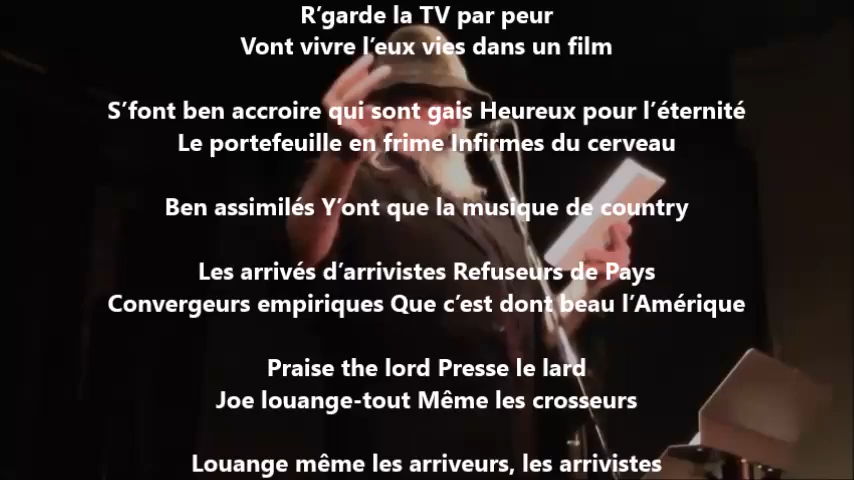 R’garde la TV par peur
Vont vivre l’eux vies dans un film
S’font ben accroire qui sont gais Heureux pour l’éternité
Le portefeuille en frime Infirmes du cerveau
Ben assimilés Y’ont que la musique de country
Les arrivés d’arrivistes Refuseurs de Pays
Convergeurs empiriques Que c’est dont beau l’Amérique
Praise the lord Presse le lard
Joe louange-tout Même les crosseurs
Louange même les arriveurs, les arrivistes